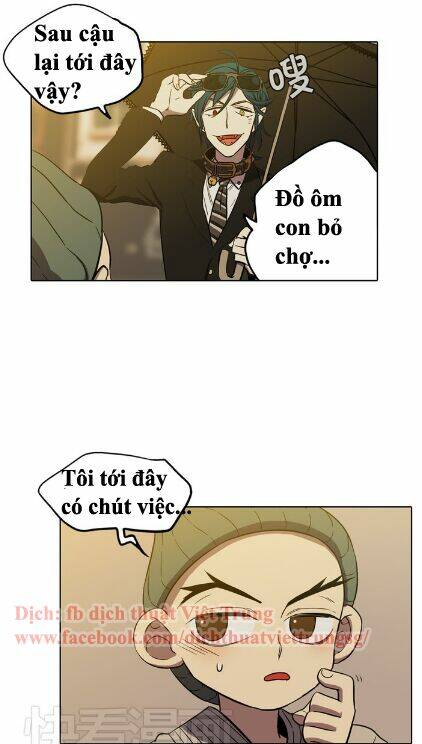 Sau cậu
lại tới đây
vậy?
嗖
Đồ ôm
con bỏ
chợ...
Tôi tới đây
có chút việc...
Dịch: fb dịch thuật Việt Trung
www.facebook.com/dichthuatviettrungsg/
快看漫画